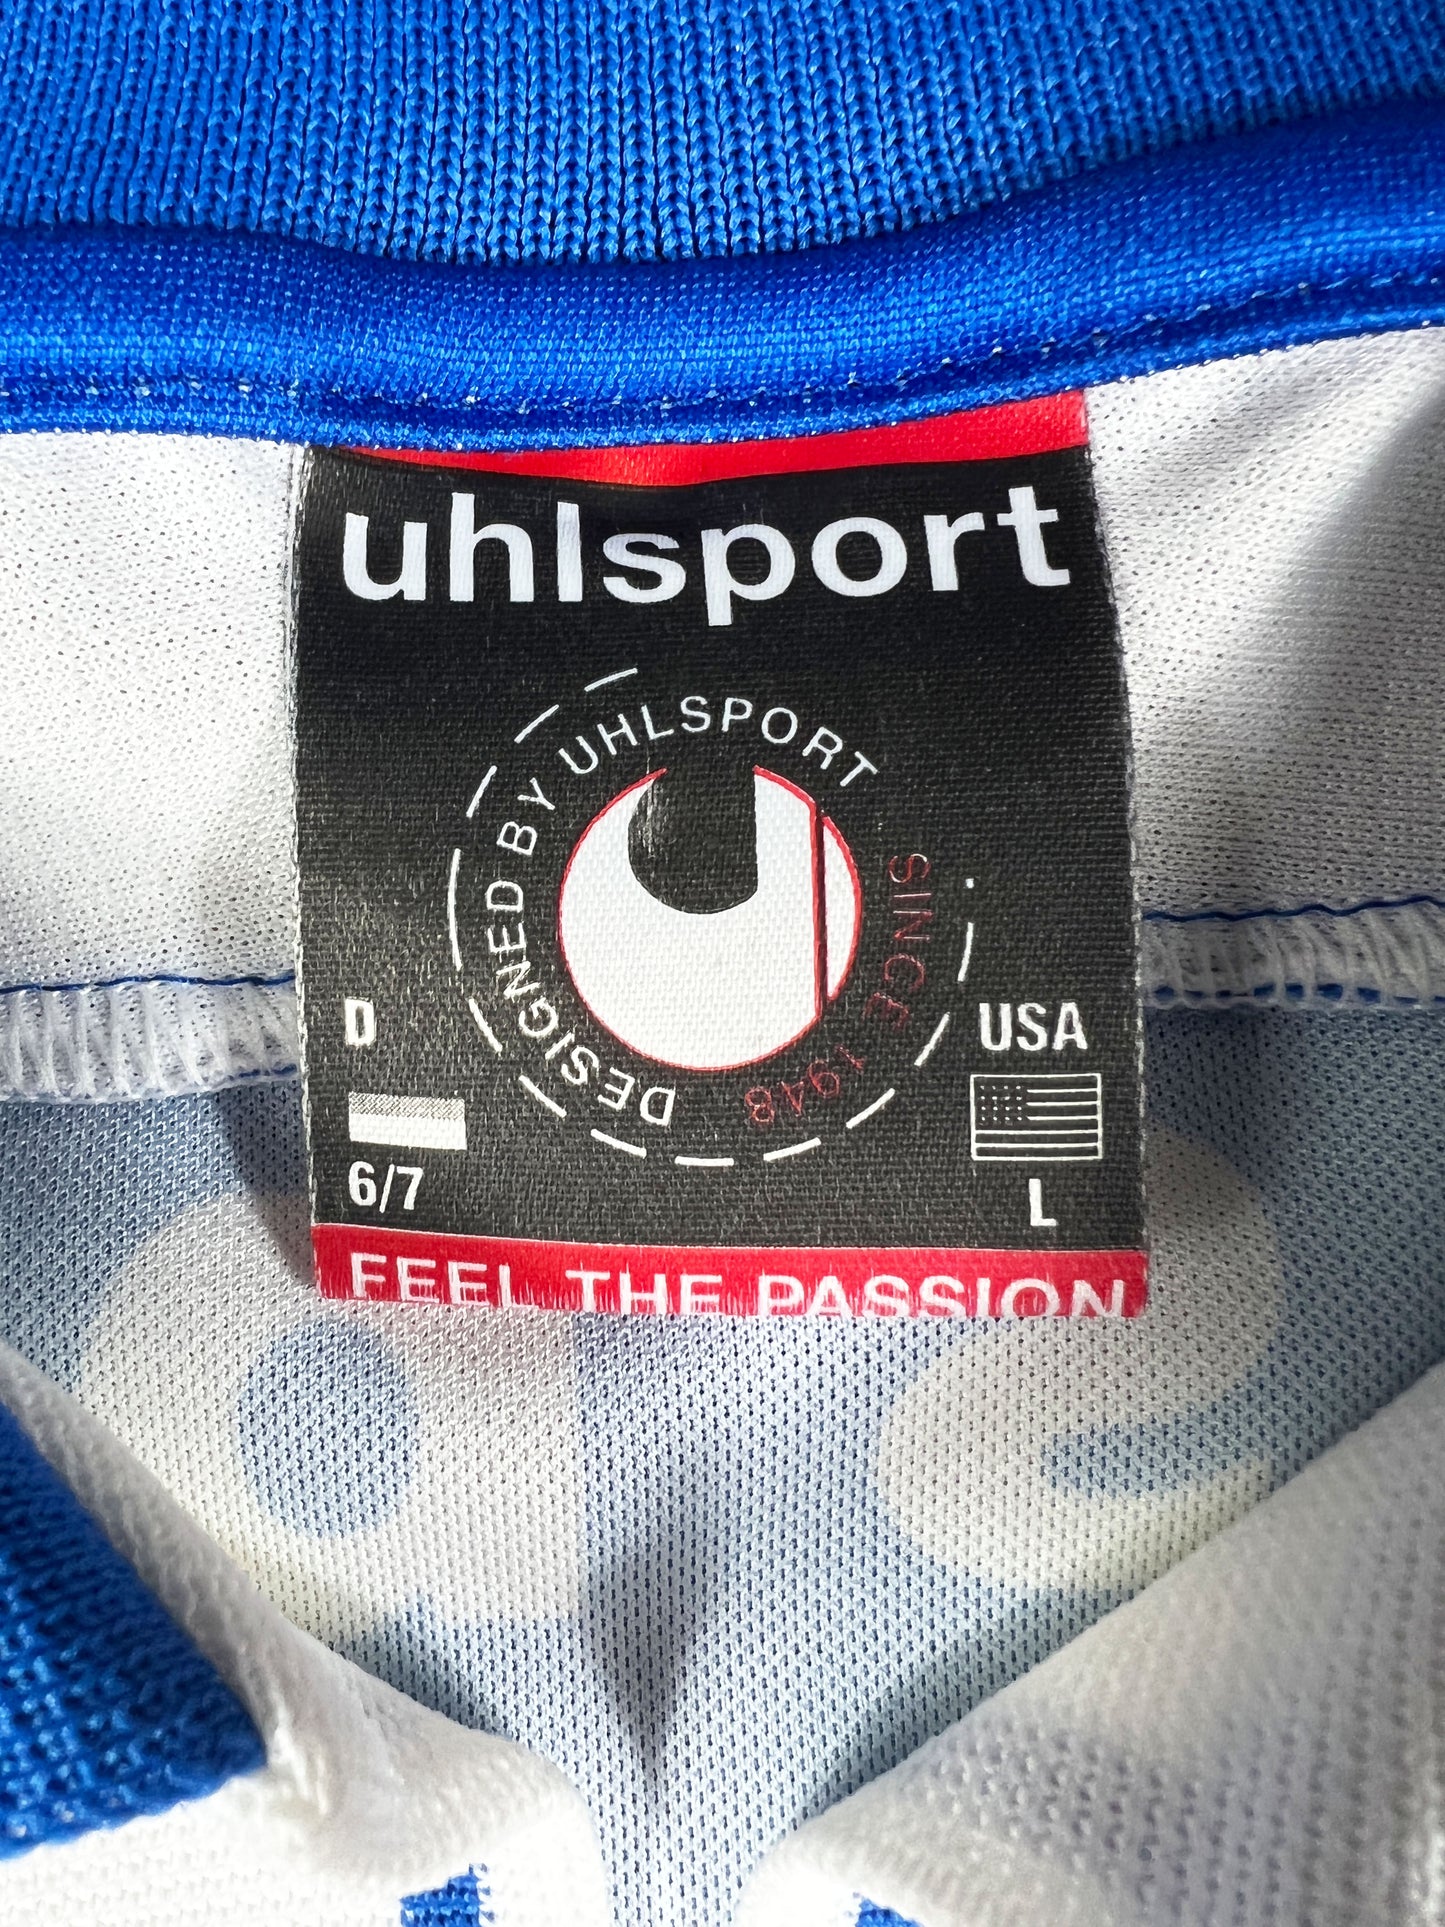 uhlsport
DESIGNED BY UHLSPORT
SINCE 1948
D
USA
6/7
L
FEEL THE PASSION